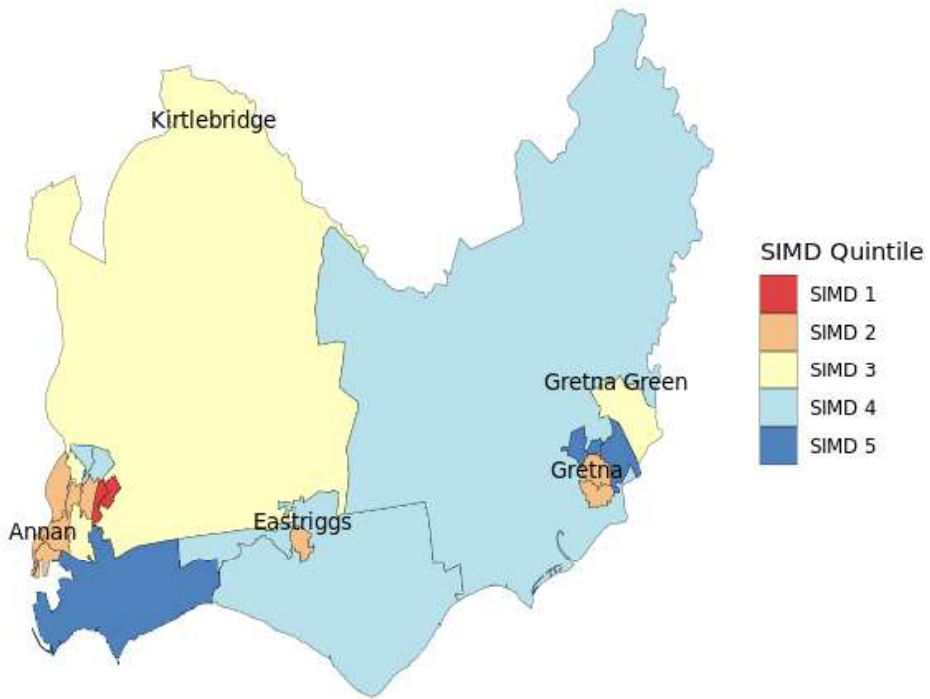 Kirtlebridge
SIMD Quintile
SIMD 1
SIMD 2
SIMD 3
Gretna Green
SIMD 4
SIMD 5
Gretna
Eastriggs
Annan